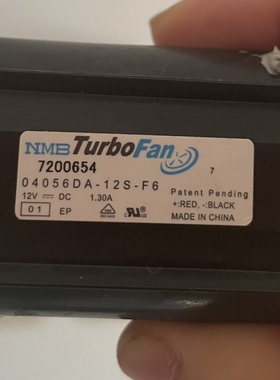 NMB TurboFan
7200654
7
04056DA-12S-F6
Patent Pending
12V DC 1.30A
+:RED, -:BLACK
01 EP
MADE IN CHINA